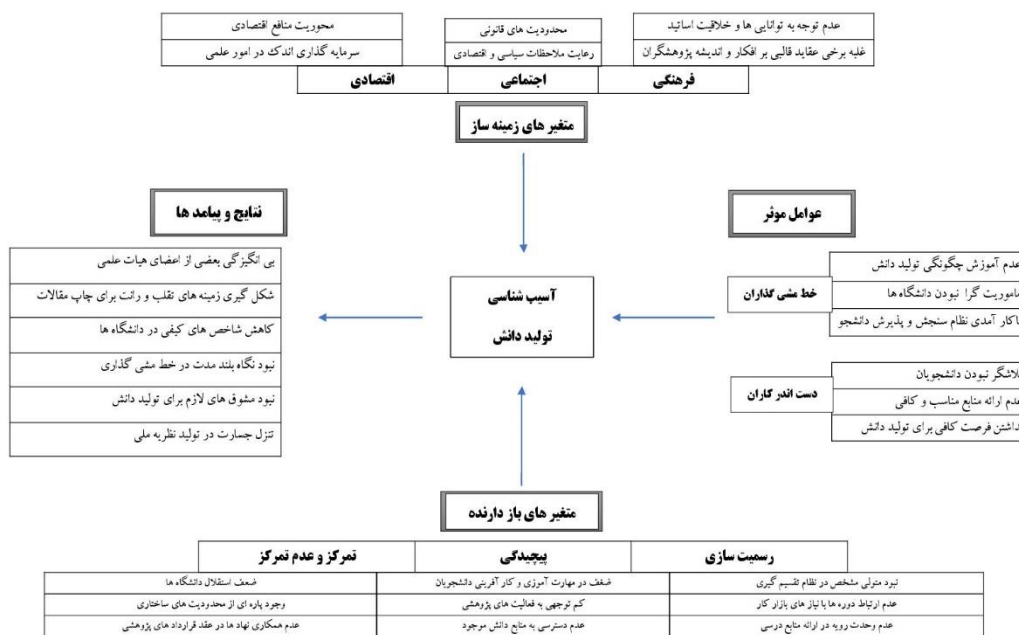 عدم توجه به توانایی ها و خلاقیت اساتید
غلبه برخی عقاید قالبی بر افکار و اندیشه پژوهشگران
فرهنگی
محدودیت های قانونی
رعایت ملاحظات سیاسی و اقتصادی
اجتماعی
محوریت منافع اقتصادی
سرمایه گذاری اندک در امور علمی
اقتصادی
متغیر های زمینه ساز
عوامل موثر
عدم آموزش چگونگی تولید دانش
ماموریت گرا نبودن دانشگاه ها
اکار آمدی نظام سنجش و پذیرش دانشجو
خط مشی گذاران
لاشگر نبودن دانشجویان
عدم ارائه منابع مناسب و کافی
داشتن فرصت کافی برای تولید دانش
دست اندر کاران
آسیب شناسی
تولید دانش
نتایج و پیامد ها
بی انگیزگی بعضی از اعضای هیات علمی
شکل گیری زمینه های تقلب و رانت برای چاپ مقالات
کاهش شاخص های کیفی در دانشگاه ها
نبود نگاه بلند مدت در خط مشی گذاری
نبود مشوق های لازم برای تولید دانش
تنزل جسارت در تولید نظریه ملی
متغیر های باز دارنده
رسمیت سازی
پیچیدگی
تمرکز و عدم تمرکز
نبود متولی مشخص در نظام تقسیم گیری
ضعف در مهارت آموزی و کار آفرینی دانشجویان
ضعف استقلال دانشگاه ها
عدم ارتباط دوره ها با نیاز های بازار کار
کم توجهی به فعالیت های پژوهشی
وجود پاره ای از محدودیت های ساختاری
عدم وحدت رویه در ارائه منابع درسی
عدم دسترسی به منابع دانش موجود
عدم همکاری نهاد ها در عقد قرارداد های پژوهشی